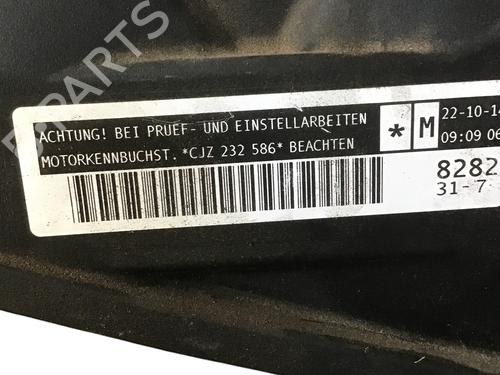 PARTS
ACHTUNG! BEI PRUEF- UND EINSTELLARBEITEN
MOTORKENNBUCHST. *CJZ 232 586* BEACHTEN
* M
22-10-14
09:09 06
8282
31-7